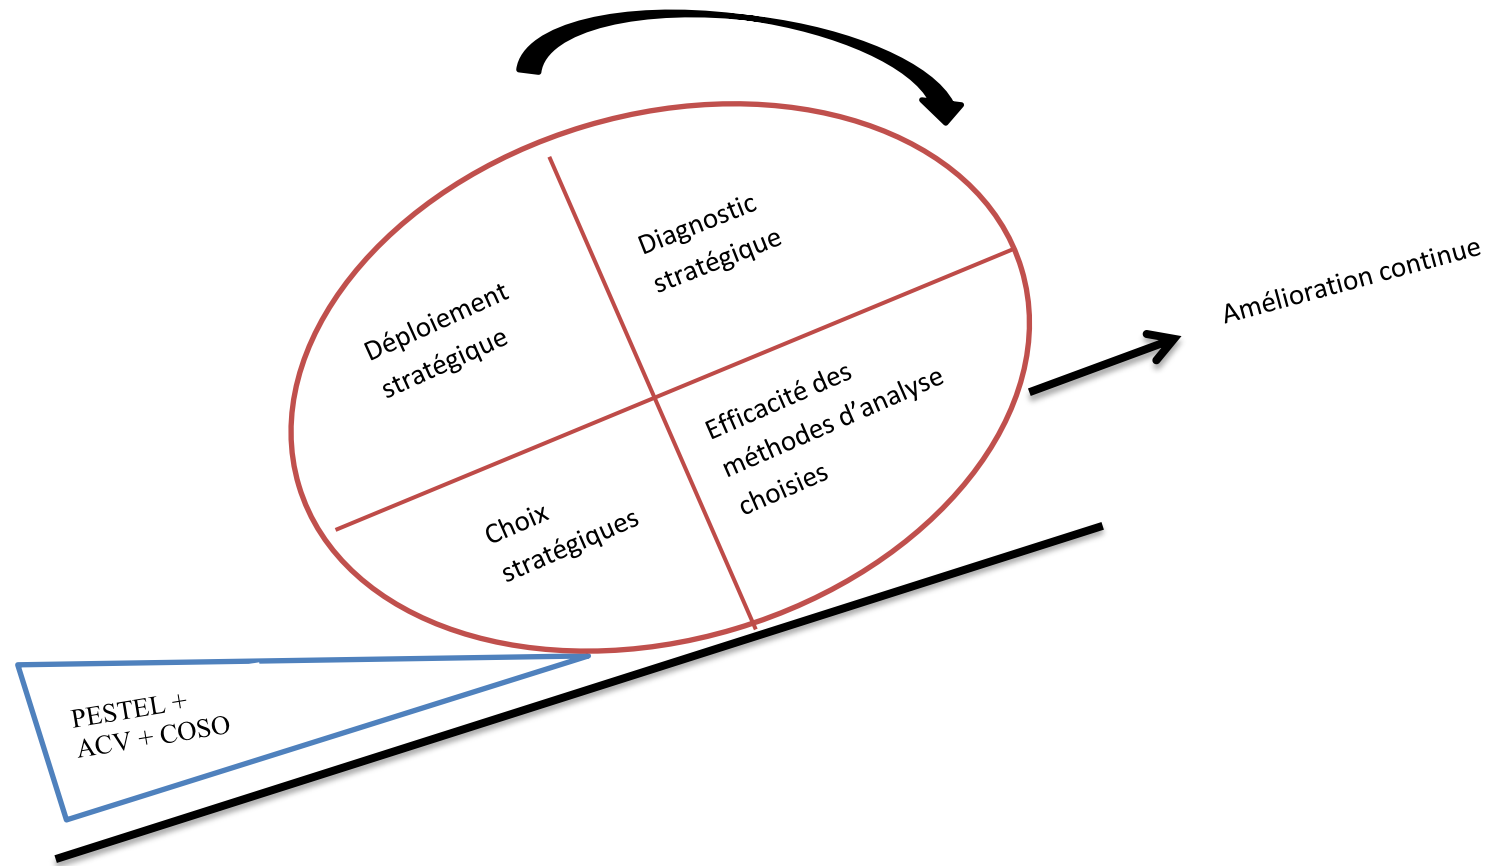 Diagnostic
stratégique
Déploiement
stratégique
Amélioration continue
Efficacité des
méthodes d’analyse
choisies
Choix
stratégiques
PESTEL +
ACV + COSO